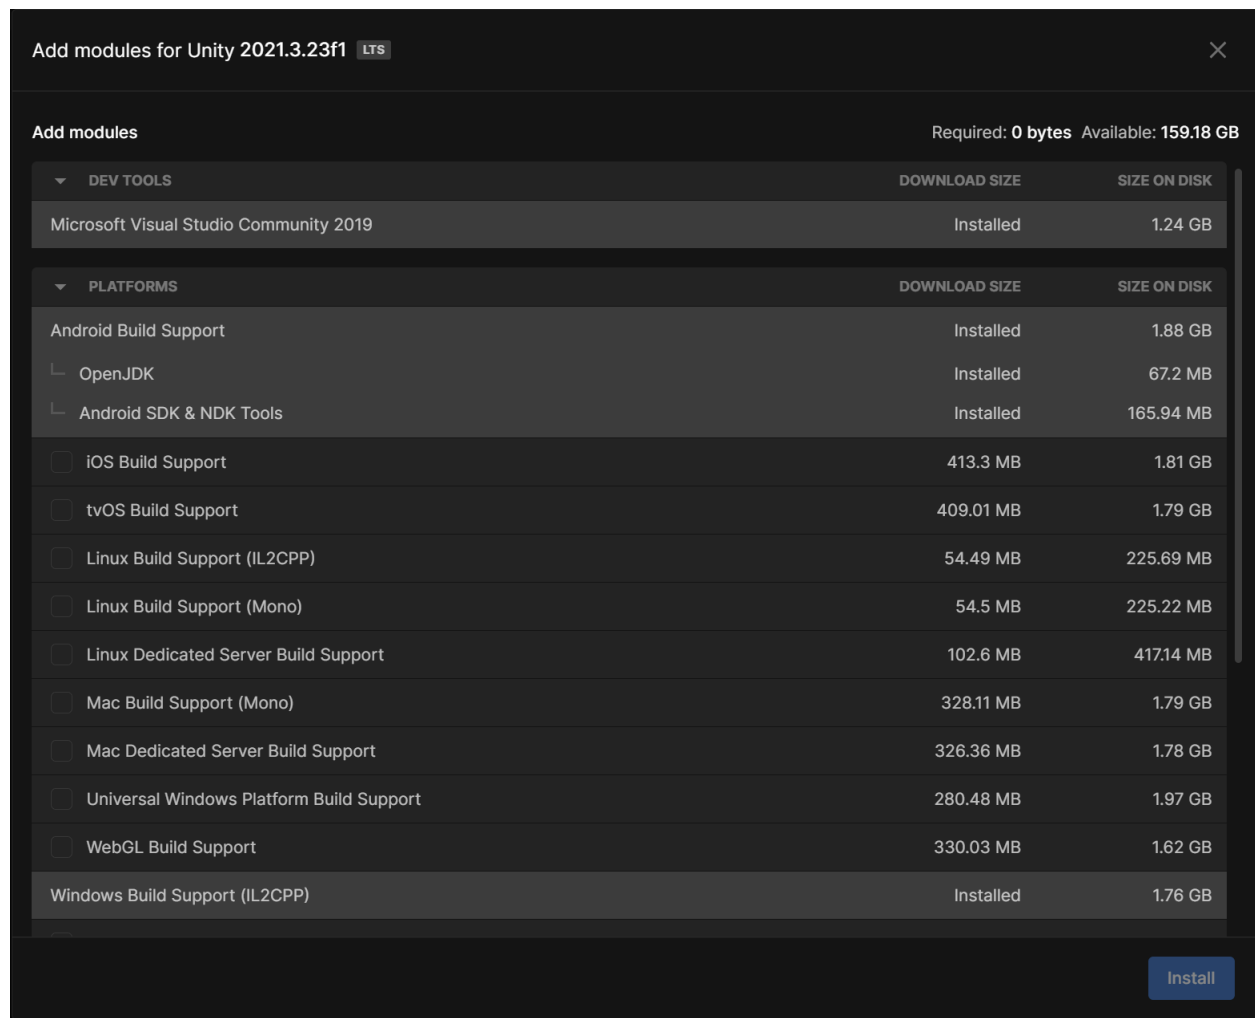 Add modules for Unity 2021.3.23f1 LTS
Add modules Required: 0 bytes Available: 159.18 GB
DEV TOOLS DOWNLOAD SIZE SIZE ON DISK
Microsoft Visual Studio Community 2019 Installed 1.24 GB
PLATFORMS DOWNLOAD SIZE SIZE ON DISK
Android Build Support Installed 1.88 GB
OpenJDK Installed 67.2 MB
Android SDK & NDK Tools Installed 165.94 MB
iOS Build Support 413.3 MB 1.81 GB
tvOS Build Support 409.01 MB 1.79 GB
Linux Build Support (IL2CPP) 54.49 MB 225.69 MB
Linux Build Support (Mono) 54.5 MB 225.22 MB
Linux Dedicated Server Build Support 102.6 MB 417.14 MB
Mac Build Support (Mono) 328.11 MB 1.79 GB
Mac Dedicated Server Build Support 326.36 MB 1.78 GB
Universal Windows Platform Build Support 280.48 MB 1.97 GB
WebGL Build Support 330.03 MB 1.62 GB
Windows Build Support (IL2CPP) Installed 1.76 GB
Install